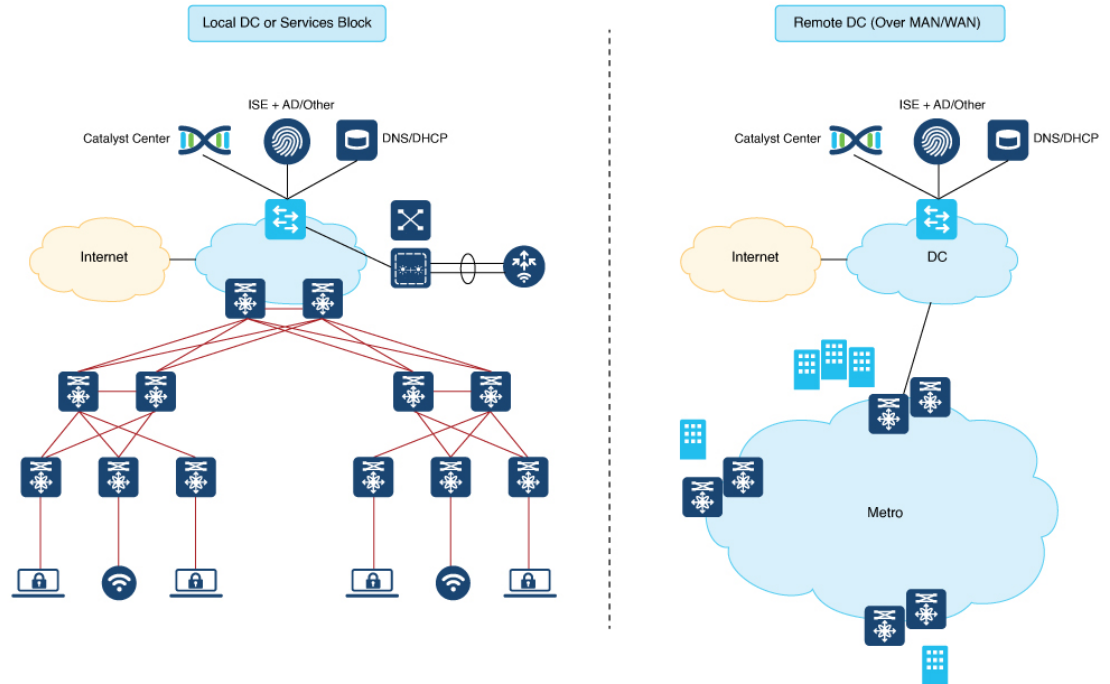 Local DC or Services Block
ISE + AD/Other
Catalyst Center
DNS/DHCP
Internet
Remote DC (Over MAN/WAN)
ISE + AD/Other
Catalyst Center
DNS/DHCP
Internet
DC
Metro